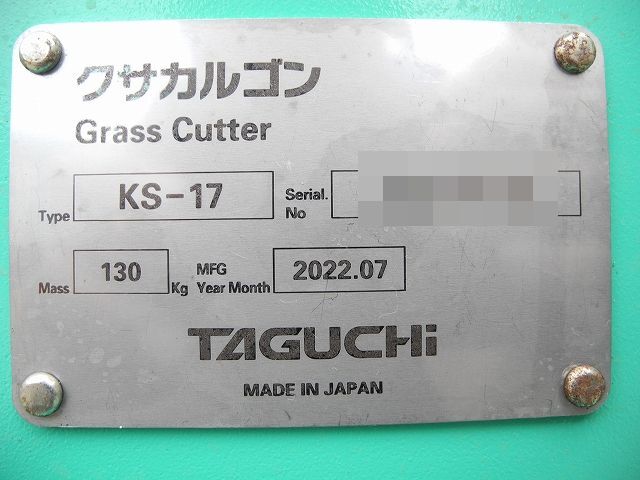 クサカルゴン
Grass Cutter
Type KS-17 Serial. No
Mass 130 Kg MFG Year Month 2022.07
TAGUCHi
MADE IN JAPAN